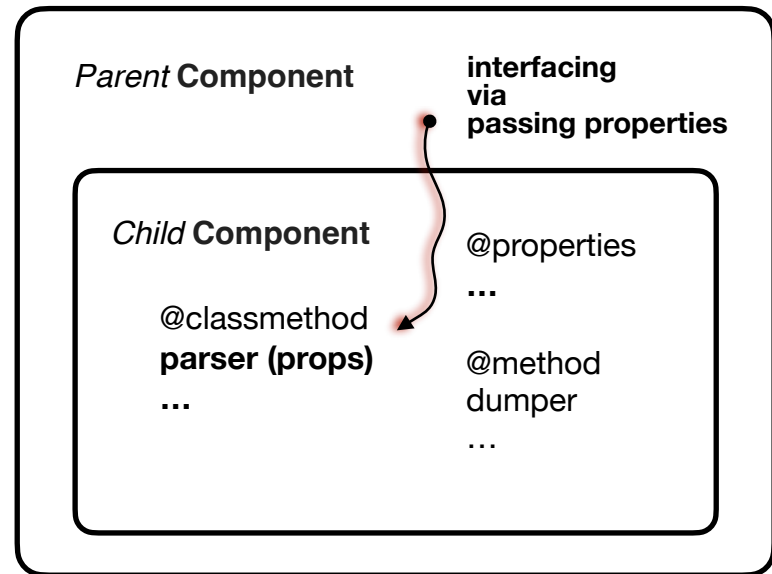 Parent Component
interfacing
via
passing properties
Child Component
@classmethod
parser (props)
...
@properties
...
@method
dumper
...